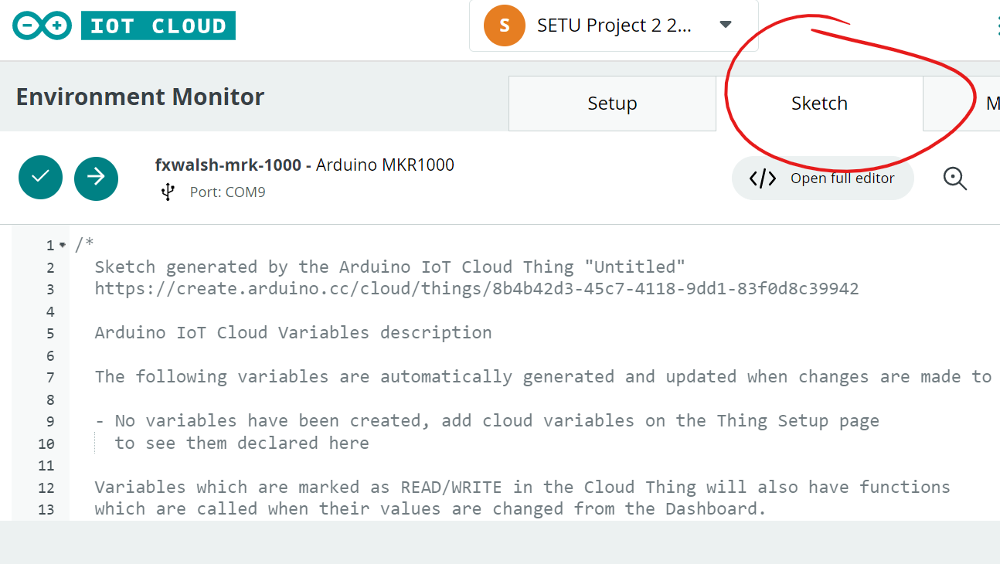 IOT CLOUD
S SETU Project 2 2...
Environment Monitor
Setup
Sketch
M
fxwalsh-mrk-1000 - Arduino MKR1000
Port: COM9
</> Open full editor
1 /*
2 Sketch generated by the Arduino IoT Cloud Thing "Untitled"
3 https://create.arduino.cc/cloud/things/8b4b42d3-45c7-4118-9dd1-83f0d8c39942
4
5 Arduino IoT Cloud Variables description
6
7 The following variables are automatically generated and updated when changes are made to
8
9 - No variables have been created, add cloud variables on the Thing Setup page
10 to see them declared here
11
12 Variables which are marked as READ/WRITE in the Cloud Thing will also have functions
13 which are called when their values are changed from the Dashboard.